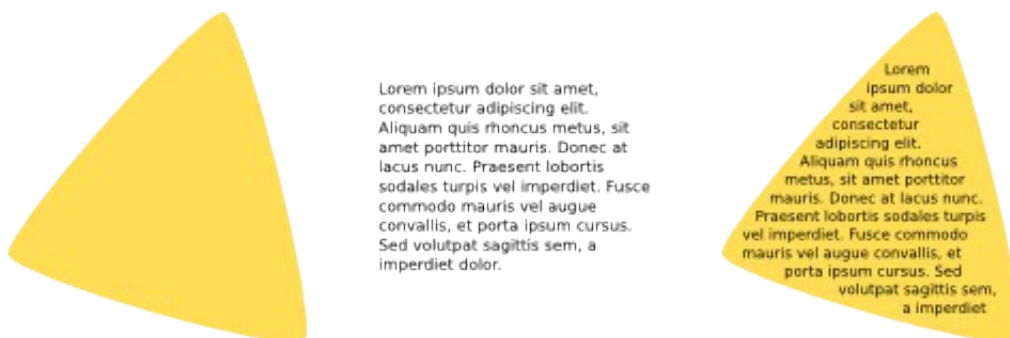 Lorem ipsum dolor sit amet,
consectetur adipiscing elit.
Aliquam quis rhoncus metus, sit
amet porttitor mauris. Donec at
lacus nunc. Praesent lobortis
sodales turpis vel imperdiet. Fusce
commodo mauris vel augue
convallis, et porta ipsum cursus.
Sed volutpat sagittis sem, a
imperdiet dolor.
Lorem
ipsum dolor
sit amet,
consectetur
adipiscing elit.
Aliquam quis rhoncus
metus, sit amet porttitor
mauris. Donec at lacus nunc.
Praesent lobortis sodales turpis
vel imperdiet. Fusce commodo
mauris vel augue convallis, et
porta ipsum cursus. Sed
volutpat sagittis sem,
a imperdiet